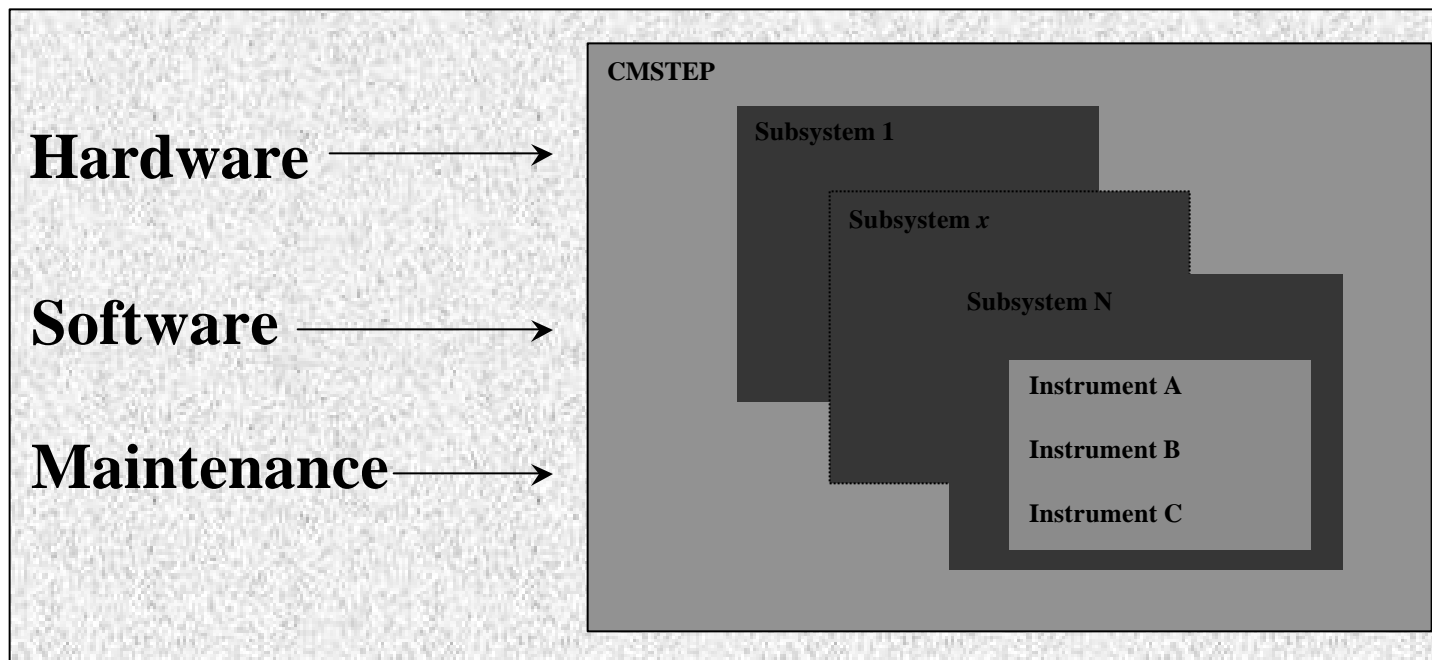 Hardware
Software
Maintenance
CMSTEP
Subsystem 1
Subsystem x
Subsystem N
Instrument A
Instrument B
Instrument C